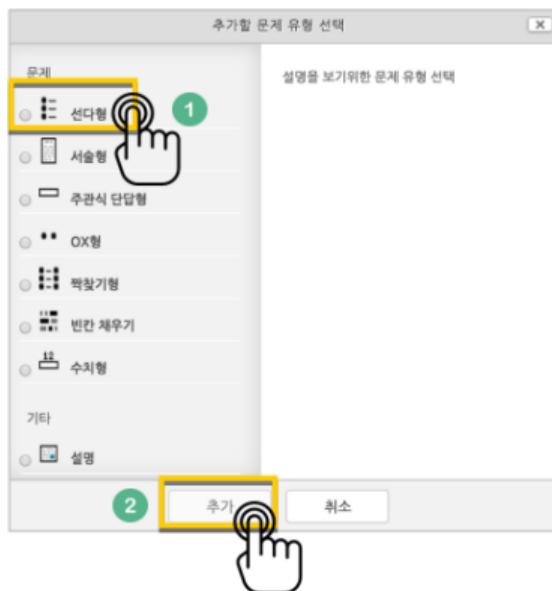 추가할 문제 유형 선택
문제
설명을 보기위한 문제 유형 선택
선다형
1
서술형
주관식 단답형
OX형
짝찾기형
빈칸 채우기
12
수치형
기타
설명
2
추가
취소